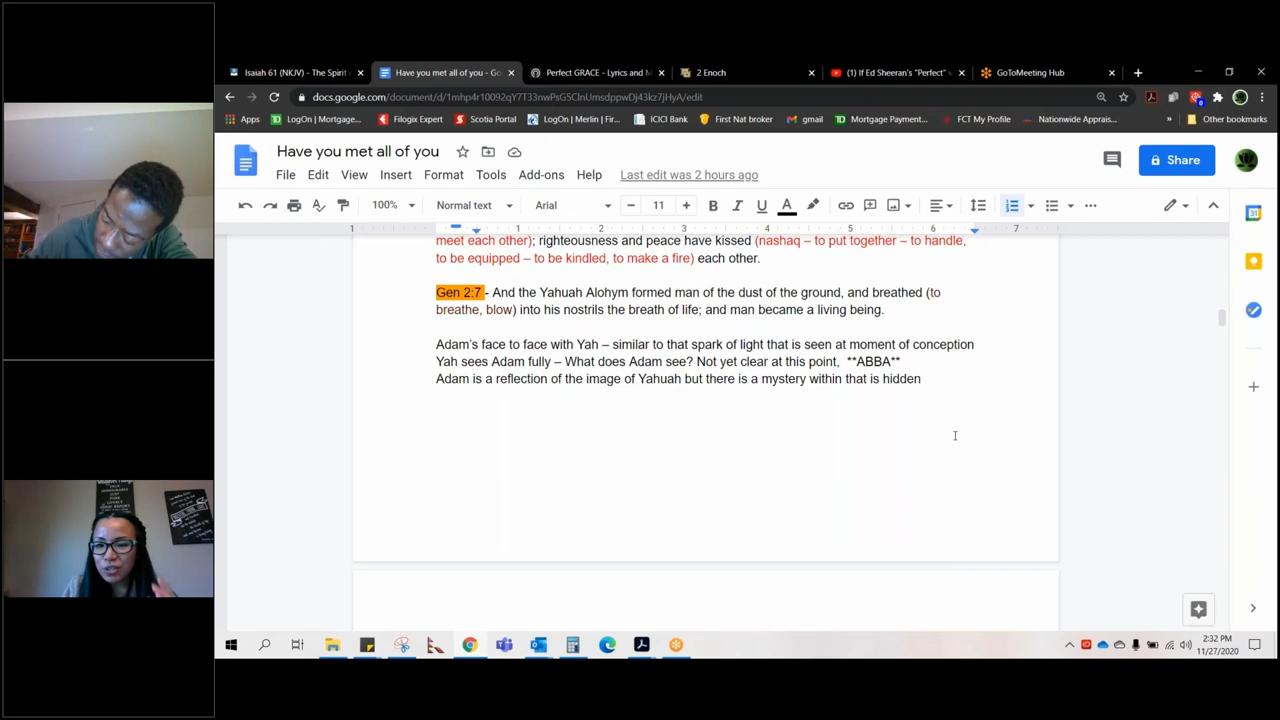 Isaiah 61 (NKJV) - The Spirit
Have you met all of you - Go
Perfect GRACE - Lyrics and M
2 Enoch
(1) If Ed Sheeran's "Perfect" w
GoToMeeting Hub
docs.google.com/document/d/1mhp4r10092qY7T33nwPsG5ClnUmsdppwDj43kz7jHyA/edit
Apps
LogOn | Mortgage...
Filogix Expert
Scotia Portal
LogOn | Merlin | Fir...
ICICI Bank
First Nat broker
gmail
Mortgage Paymen...
FCT My Profile
Nationwide Apprais...
Other bookmarks
Have you met all of you
Share
File Edit View Insert Format Tools Add-ons Help Last edit was 2 hours ago
100% Normal text Arial 11
1 1 2 3 4 5 6 7
meet each other); righteousness and peace have kissed (nashaq – to put together – to handle,
to be equipped – to be kindled, to make a fire) each other.
Gen 2:7 - And the Yahuah Alohym formed man of the dust of the ground, and breathed (to
breathe, blow) into his nostrils the breath of life; and man became a living being.
Adam's face to face with Yah – similar to that spark of light that is seen at moment of conception
Yah sees Adam fully – What does Adam see? Not yet clear at this point, **ABBA**
Adam is a reflection of the image of Yahuah but there is a mystery within that is hidden
2:32 PM
11/27/2020